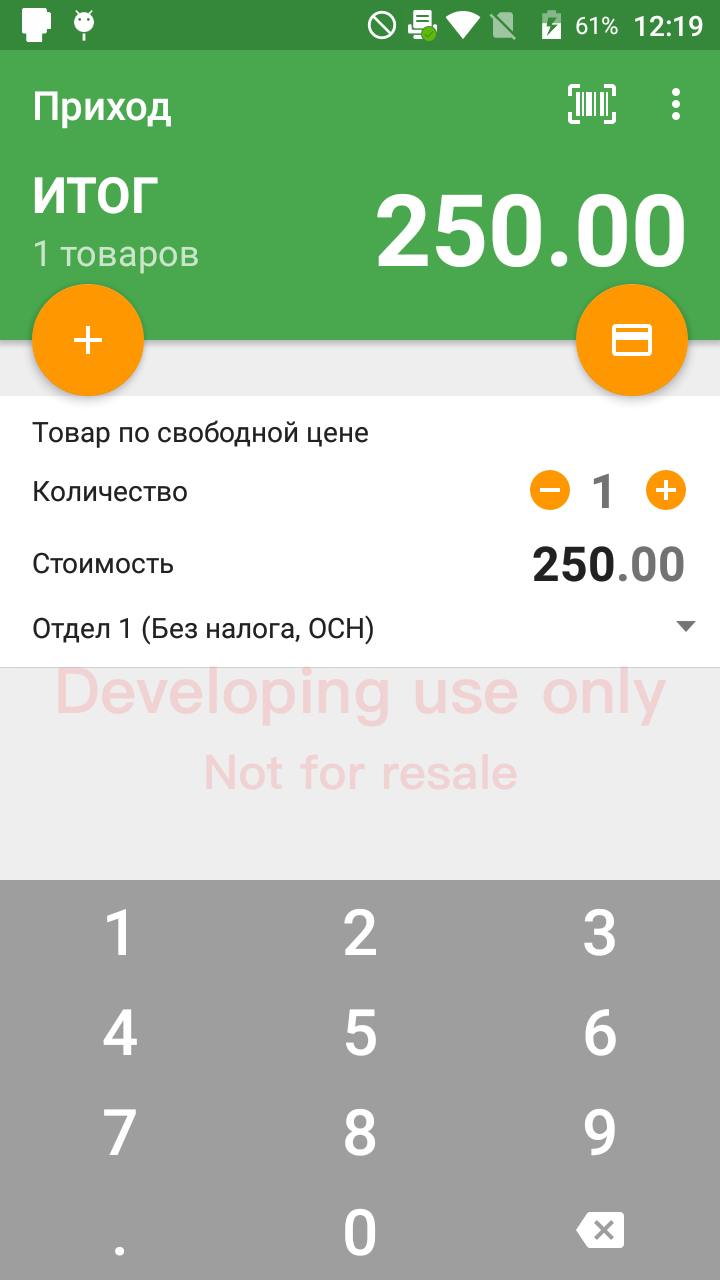 61% 12:19
Приход
ИТОГ
250.00
1 товаров
Товар по свободной цене
Количество 1
Стоимость 250.00
Отдел 1 (Без налога, ОСН)
Developing use only
Not for resale
1 2 3
4 5 6
7 8 9
. 0